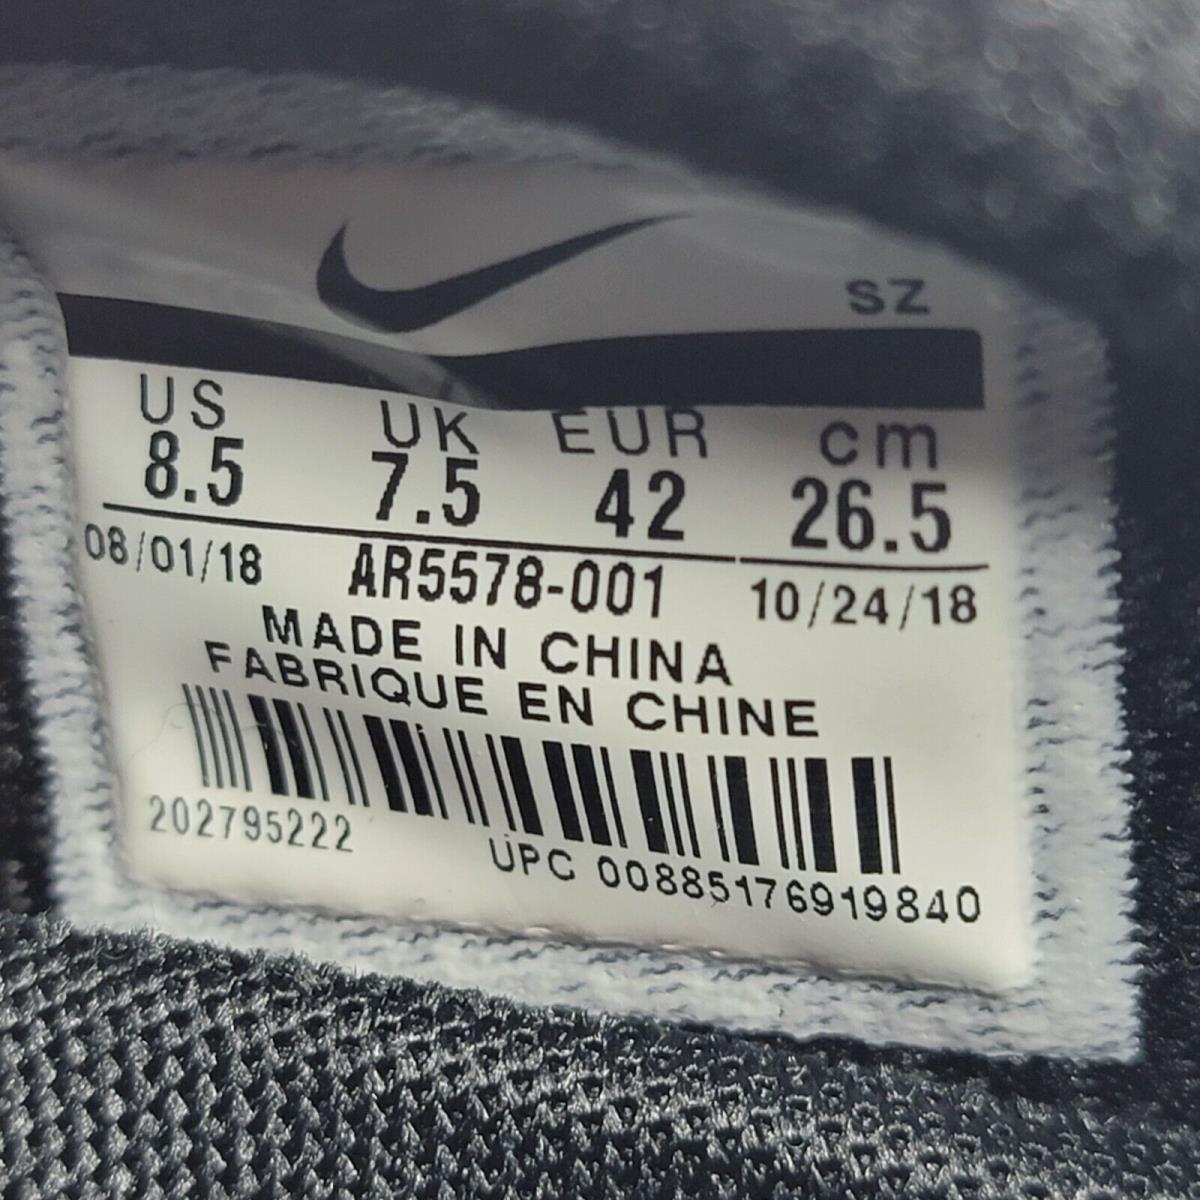 SZ
US UK EUR cm
8.5 7.5 42 26.5
08/01/18 AR5578-001 10/24/18
MADE IN CHINA
FABRIQUE EN CHINE
202795222
UPC 00885176919840